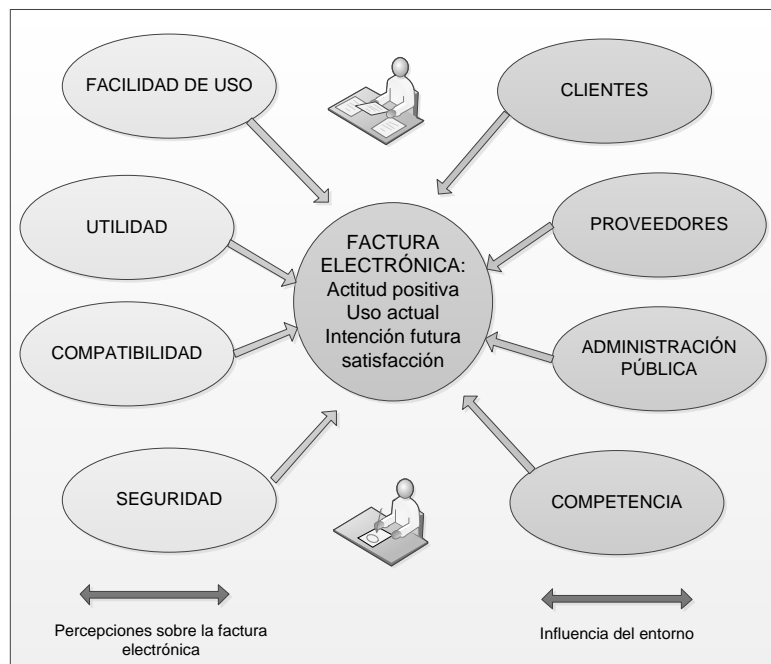 FACILIDAD DE USO
CLIENTES
UTILIDAD
PROVEEDORES
FACTURA
ELECTRÓNICA:
Actitud positiva
Uso actual
Intención futura
satisfacción
COMPATIBILIDAD
ADMINISTRACIÓN
PÚBLICA
SEGURIDAD
COMPETENCIA
Percepciones sobre la factura
electrónica
Influencia del entorno